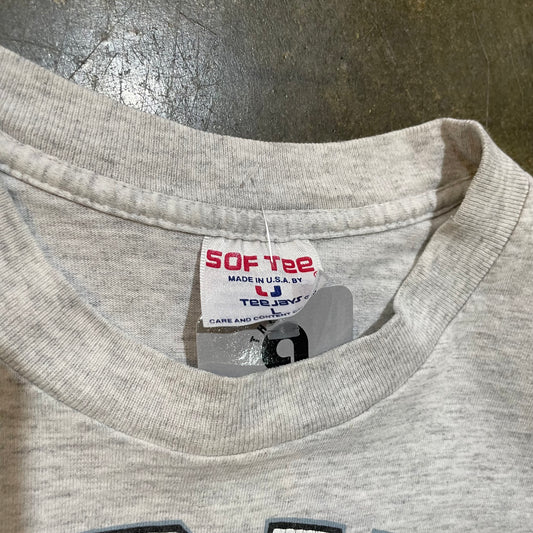 SOF Tee
MADE IN U.S.A. BY
TEEJAYS
L
CARE AND CONTENT